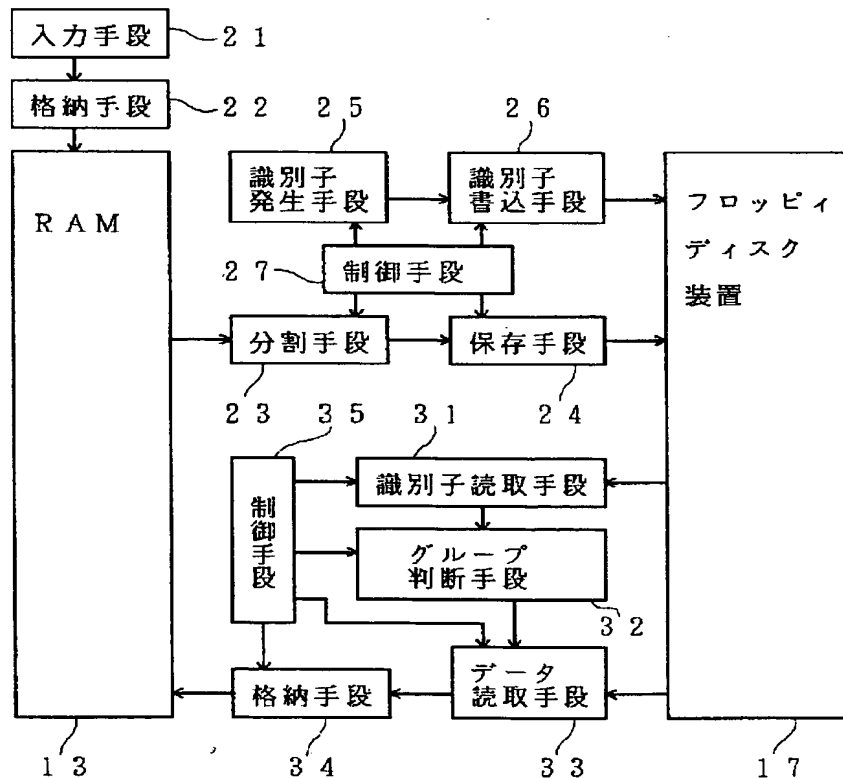 入力手段
21
格納手段
22
25
26
識別子
発生手段
識別子
書込手段
RAM
フロッピィ
ディスク
装置
27
制御手段
分割手段
保存手段
23
24
35
31
制御手段
識別子読取手段
グループ
判断手段
32
データ
読取手段
格納手段
13
34
33
17